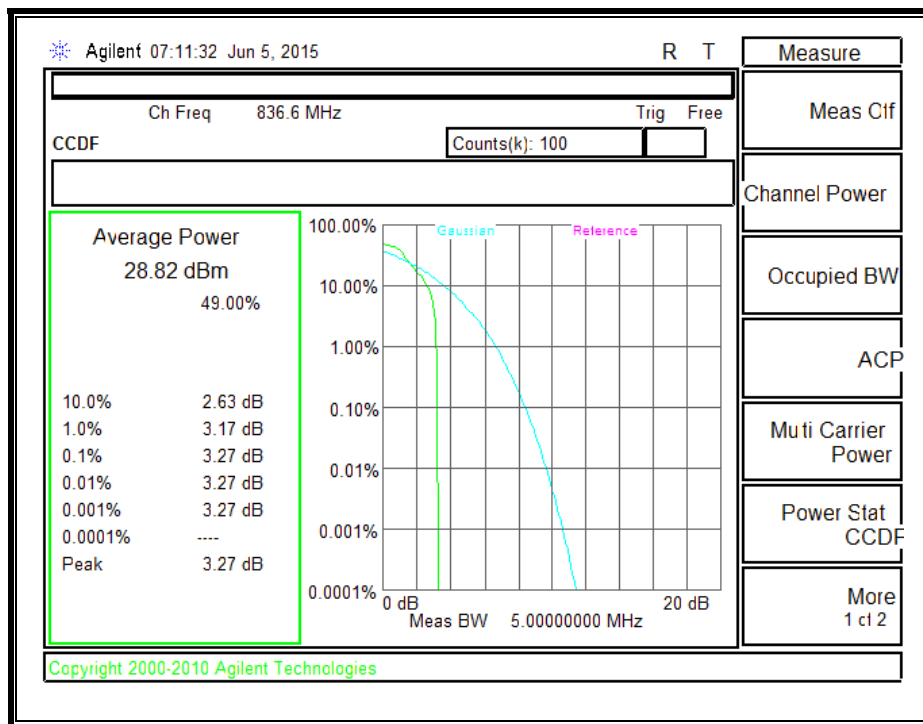 Agilent 07:11:32 Jun 5, 2015 R T
Ch Freq 836.6 MHz Trig Free
CCDF Counts(k): 100
Average Power
28.82 dBm
49.00%
10.0% 2.63 dB
1.0% 3.17 dB
0.1% 3.27 dB
0.01% 3.27 dB
0.001% 3.27 dB
0.0001% ----
Peak 3.27 dB
Gaussian Reference
100.00%
10.00%
1.00%
0.10%
0.01%
0.001%
0.0001%
0 dB 20 dB
Meas BW 5.00000000 MHz
Measure
Meas Off
Channel Power
Occupied BW
ACP
Multi Carrier
Power
Power Stat
CCDF
More
1 of 2
Copyright 2000-2010 Agilent Technologies